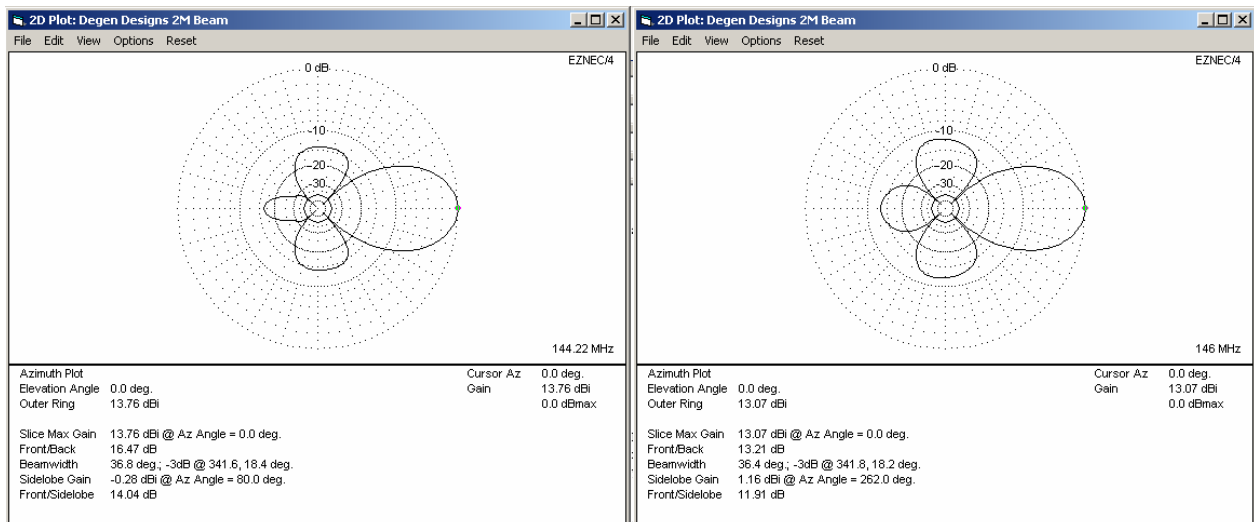 2D Plot: Degen Designs 2M Beam
File Edit View Options Reset
EZNEC/4
0 dB
-10
-20
-30
144.22 MHz
Azimuth Plot
Cursor Az 0.0 deg.
Elevation Angle 0.0 deg.
Gain 13.76 dBi
Outer Ring 13.76 dBi
0.0 dBmax
Slice Max Gain 13.76 dBi @ Az Angle = 0.0 deg.
Front/Back 16.47 dB
Beamwidth 36.8 deg.; -3dB @ 341.6, 18.4 deg.
Sidelobe Gain -0.28 dBi @ Az Angle = 80.0 deg.
Front/Sidelobe 14.04 dB
2D Plot: Degen Designs 2M Beam
File Edit View Options Reset
EZNEC/4
0 dB
-10
-20
-30
146 MHz
Azimuth Plot
Cursor Az 0.0 deg.
Elevation Angle 0.0 deg.
Gain 13.07 dBi
Outer Ring 13.07 dBi
0.0 dBmax
Slice Max Gain 13.07 dBi @ Az Angle = 0.0 deg.
Front/Back 13.21 dB
Beamwidth 36.4 deg.; -3dB @ 341.8, 18.2 deg.
Sidelobe Gain 1.16 dBi @ Az Angle = 262.0 deg.
Front/Sidelobe 11.91 dB